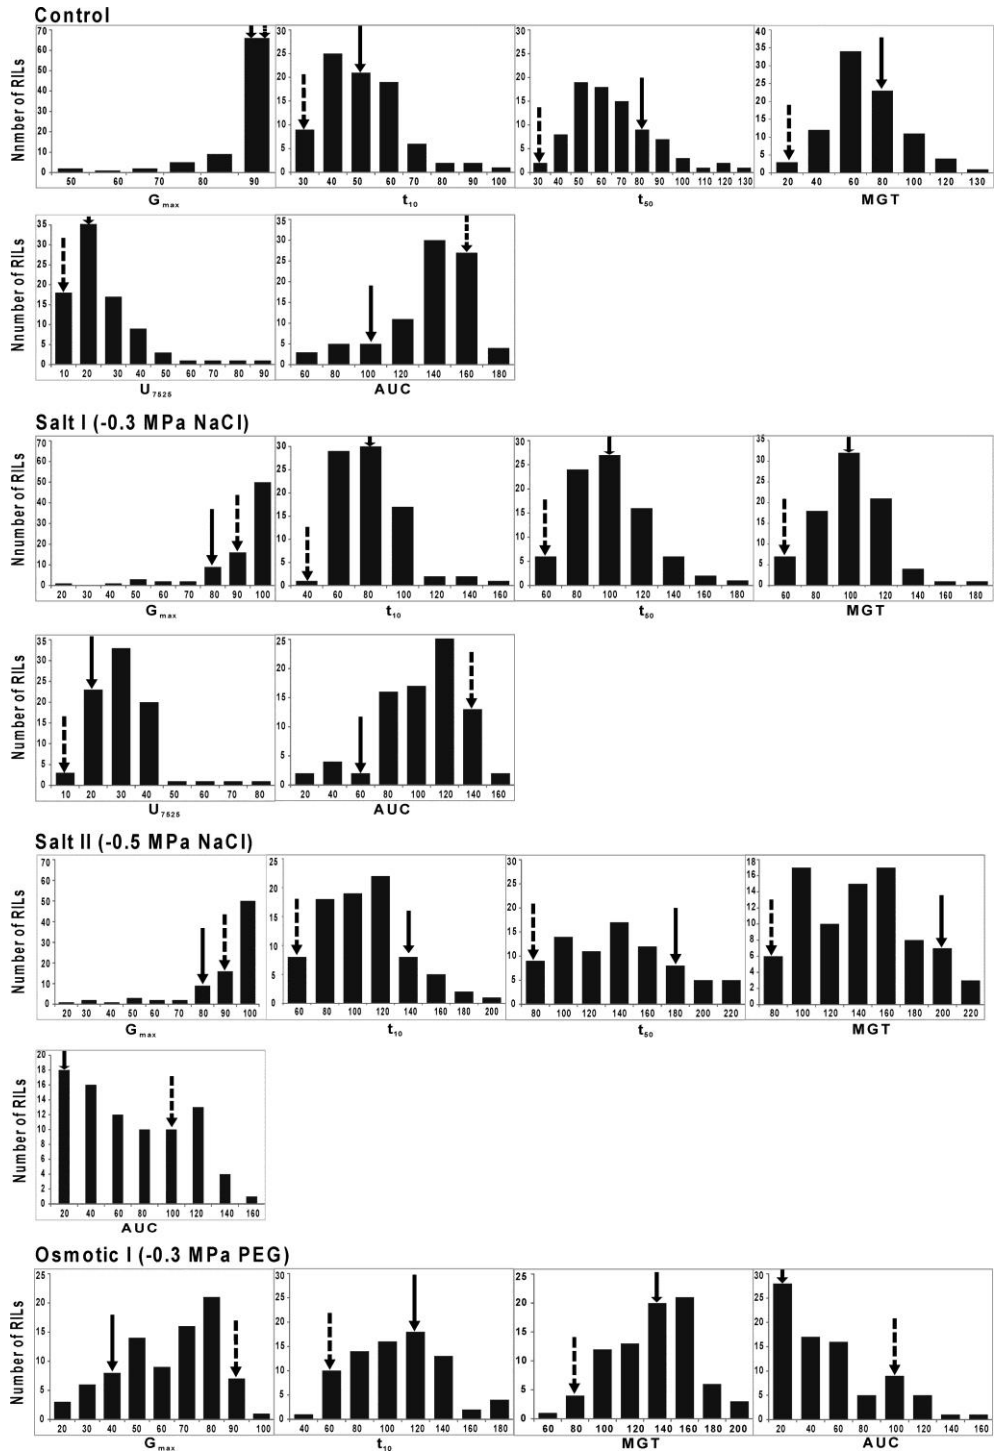 Control
Nnmber of RILs
70
60
50
40
30
20
10
0
50 60 70 80 90
G max
30
25
20
15
10
5
0
30 40 50 60 70 80 90 100
t10
30
25
20
15
10
5
0
30 40 50 60 70 80 90 100 110 120 130
t50
40
35
30
25
20
15
10
5
0
20 40 60 80 100 120 130
MGT
Nnumber of RILs
35
30
25
20
15
10
5
0
10 20 30 40 50 60 70 80 90
U7525
30
25
20
15
10
5
0
60 80 100 120 140 160 180
AUC
Salt I (-0.3 MPa NaCl)
Nnumber of RILs
70
60
50
40
30
20
10
0
20 30 40 50 60 70 80 90 100
G max
30
25
20
15
10
5
0
40 60 80 100 120 140 160
t10
30
25
20
15
10
5
0
60 80 100 120 140 160 180
t50
35
30
25
20
15
10
5
0
60 80 100 120 140 160 180
MGT
Number of RILs
35
30
25
20
15
10
5
0
10 20 30 40 50 60 70 80
U7525
25
20
15
10
5
0
20 40 60 80 100 120 140 160
AUC
Salt II (-0.5 MPa NaCl)
Number of RILs
70
60
50
40
30
20
10
0
20 30 40 50 60 70 80 90 100
G max
25
20
15
10
5
0
60 80 100 120 140 160 180 200
t10
30
25
20
15
10
5
0
80 100 120 140 160 180 200 220
t50
18
16
14
12
10
8
6
4
2
0
80 100 120 140 160 180 200 220
MGT
Number of RILs
20
18
16
14
12
10
8
6
4
2
0
20 40 60 80 100 120 140 160
AUC
Osmotic I (-0.3 MPa PEG)
Number of RILs
25
20
15
10
5
0
20 30 40 50 60 70 80 90 100
G max
30
25
20
15
10
5
0
40 60 80 100 120 140 160 180
t10
25
20
15
10
5
0
60 80 100 120 140 160 180 200
MGT
30
25
20
15
10
5
0
20 40 60 80 100 120 140 160
AUC